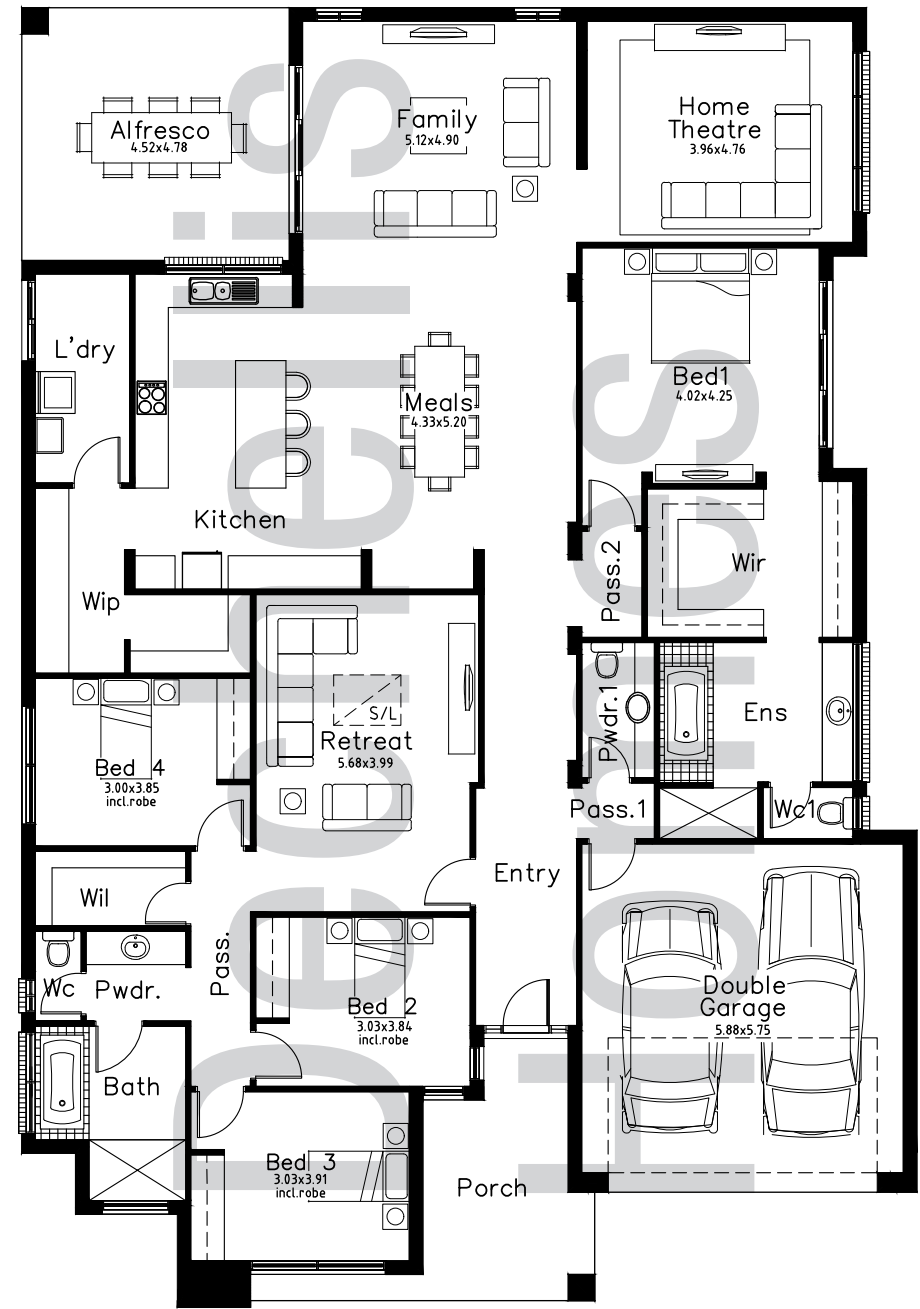 Alfresco
4.52x4.78
Family
5.12x4.90
Home
Theatre
3.96x4.76
L'dry
Meals
4.33x5.20
Bed1
4.02x4.25
Kitchen
Pass.2
Wir
Wip
S/L
Retreat
5.68x3.99
Pwdr.1
Ens
Bed 4
3.00x3.85
incl.robe
Pass.1
Wc1
Entry
Wil
Pass.
Wc
Pwdr.
Bed 2
3.03x3.84
incl.robe
Double
Garage
5.88x5.75
Bath
Bed 3
3.03x3.91
incl.robe
Porch